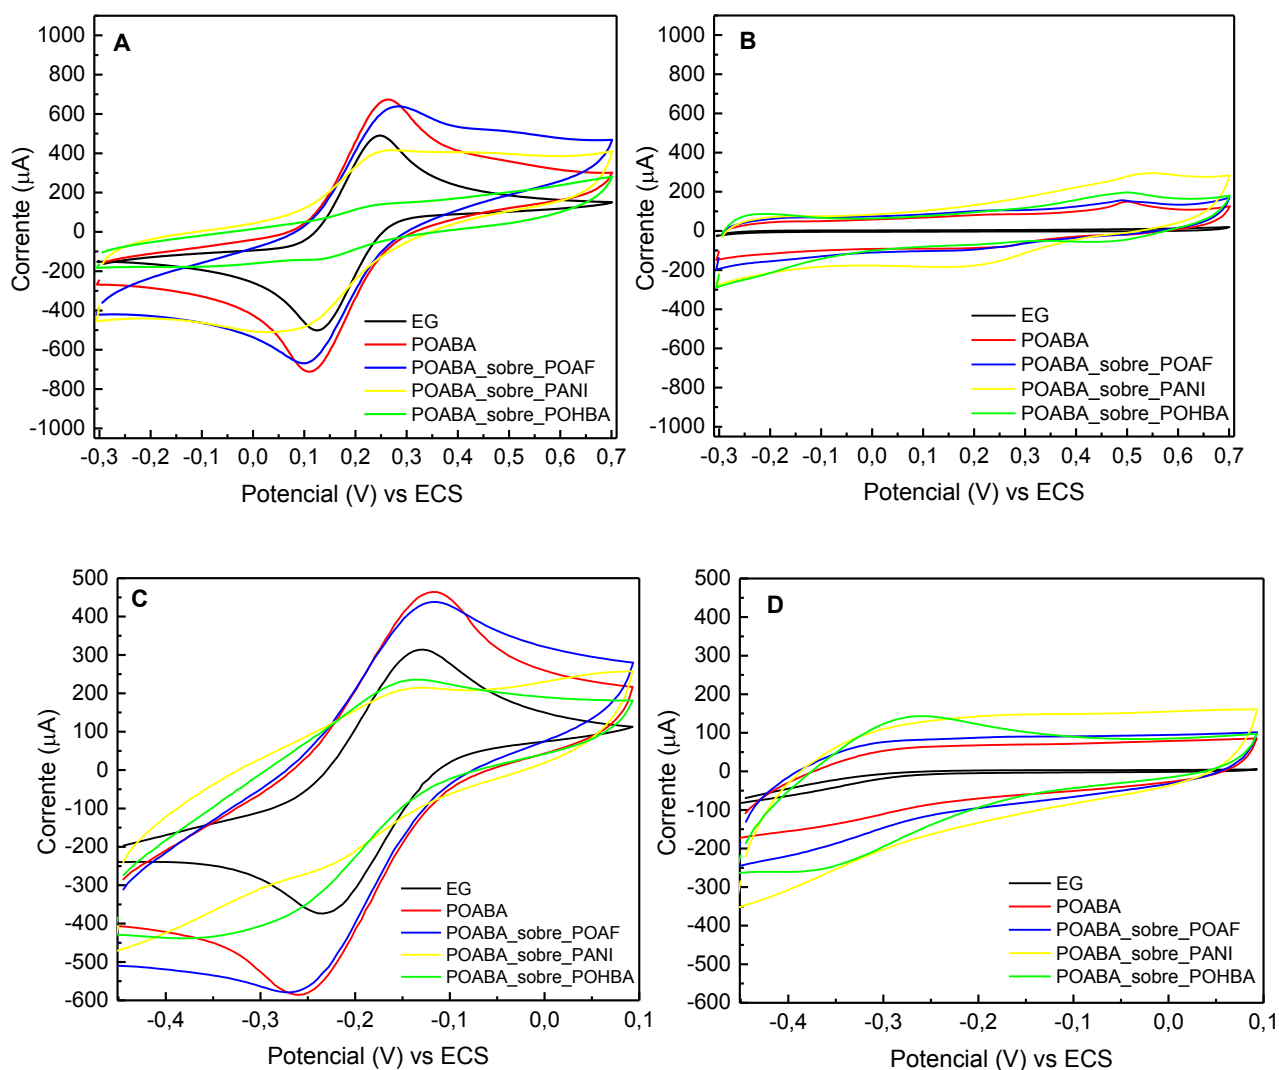 A
1000
800
600
400
200
0
-200
-400
-600
-800
-1000
Corrente (μA)
EG
POABA
POABA_sobre_POAF
POABA_sobre_PANI
POABA_sobre_POHBA
-0,3 -0,2 -0,1 0,0 0,1 0,2 0,3 0,4 0,5 0,6 0,7
Potencial (V) vs ECS
B
1000
800
600
400
200
0
-200
-400
-600
-800
-1000
Corrente (μA)
EG
POABA
POABA_sobre_POAF
POABA_sobre_PANI
POABA_sobre_POHBA
-0,3 -0,2 -0,1 0,0 0,1 0,2 0,3 0,4 0,5 0,6 0,7
Potencial (V) vs ECS
C
500
400
300
200
100
0
-100
-200
-300
-400
-500
-600
Corrente (μA)
EG
POABA
POABA_sobre_POAF
POABA_sobre_PANI
POABA_sobre_POHBA
-0,4 -0,3 -0,2 -0,1 0,0 0,1
Potencial (V) vs ECS
D
500
400
300
200
100
0
-100
-200
-300
-400
-500
-600
Corrente (μA)
EG
POABA
POABA_sobre_POAF
POABA_sobre_PANI
POABA_sobre_POHBA
-0,4 -0,3 -0,2 -0,1 0,0 0,1
Potencial (V) vs ECS